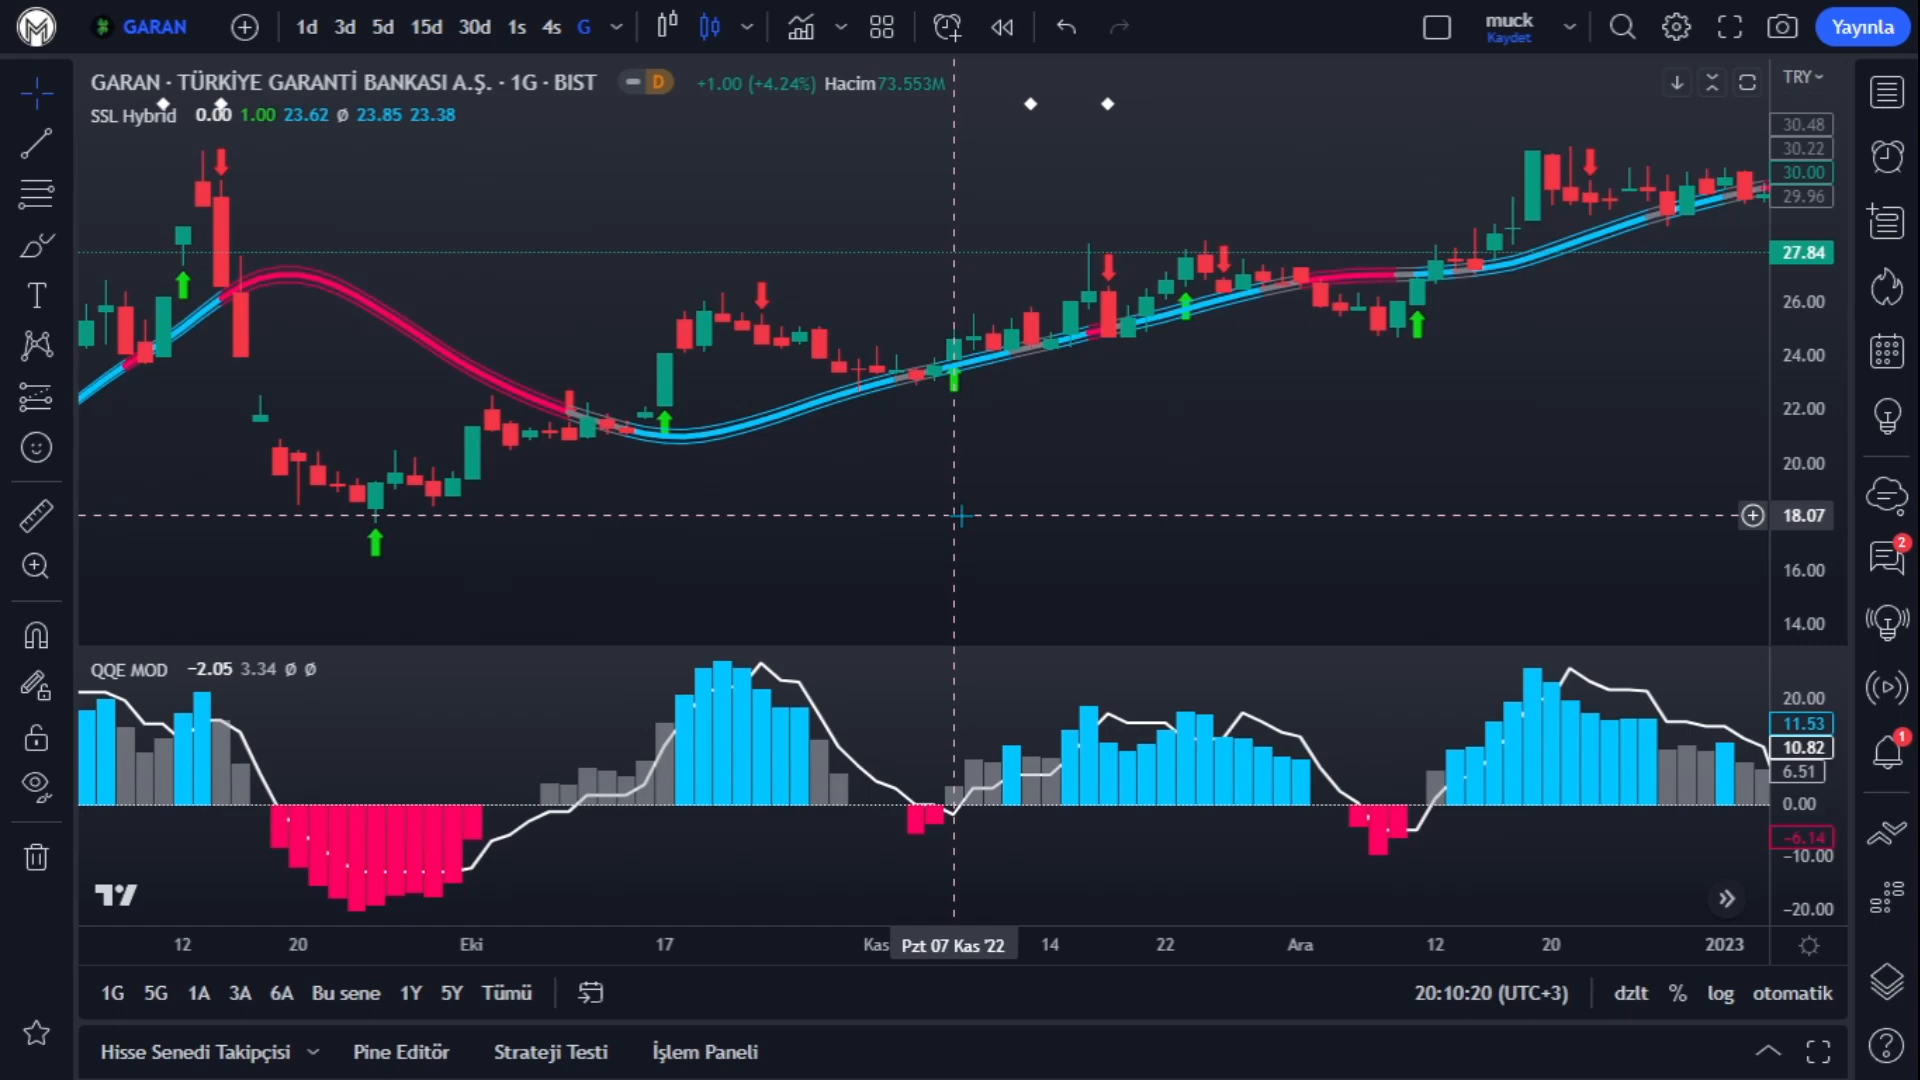 GARAN
1d 3d 5d 15d 30d 1s 4s G
muck
Kaydet
Yayınla
GARAN · TÜRKİYE GARANTİ BANKASI A.Ş. · 1G · BIST
D
+1.00 (+4.24%) Hacim 73.553M
TRY
SSL Hybrid 0.00 1.00 23.62 ø 23.85 23.38
30.48
30.22
30.00
29.96
27.84
26.00
24.00
22.00
20.00
18.07
16.00
14.00
QQE MOD −2.05 3.34 ø ø
20.00
11.53
10.82
6.51
0.00
−6.14
−10.00
−20.00
12 20 Eki 17 Kas Pzt 07 Kas '22 14 22 Ara 12 20 2023
1G 5G 1A 3A 6A Bu sene 1Y 5Y Tümü
20:10:20 (UTC+3) dzlt % log otomatik
Hisse Senedi Takipçisi Pine Editör Strateji Testi İşlem Paneli
2
1